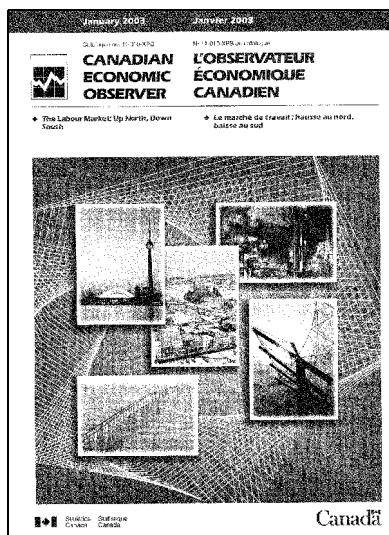 January 2003
Janvier 2003
CANADIAN
ECONOMIC
OBSERVER
L'OBSERVATEUR
ÉCONOMIQUE
CANADIEN
The Labour Market: Up North, Down
South
Le marché de travail : hausse au nord,
baisse au sud
Statistics
Canada
Statistique
Canada
Canada